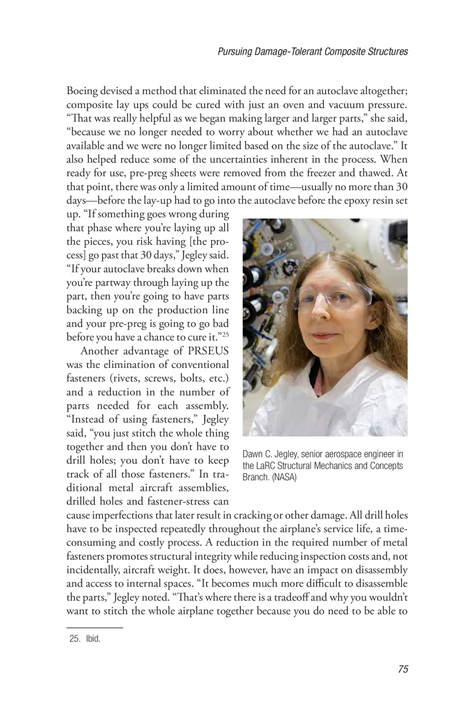 Pursuing Damage-Tolerant Composite Structures
Boeing devised a method that eliminated the need for an autoclave altogether;
composite lay ups could be cured with just an oven and vacuum pressure.
“That was really helpful as we began making larger and larger parts,” she said,
“because we no longer needed to worry about whether we had an autoclave
available and we were no longer limited based on the size of the autoclave.” It
also helped reduce some of the uncertainties inherent in the process. When
ready for use, pre-preg sheets were removed from the freezer and thawed. At
that point, there was only a limited amount of time—usually no more than 30
days—before the lay-up had to go into the autoclave before the epoxy resin set
up. “If something goes wrong during
that phase where you’re laying up all
the pieces, you risk having [the pro-
cess] go past that 30 days,” Jegley said.
“If your autoclave breaks down when
you’re partway through laying up the
part, then you’re going to have parts
backing up on the production line
and your pre-preg is going to go bad
before you have a chance to cure it.”25
Another advantage of PRSEUS
was the elimination of conventional
fasteners (rivets, screws, bolts, etc.)
and a reduction in the number of
parts needed for each assembly.
“Instead of using fasteners,” Jegley
said, “you just stitch the whole thing
together and then you don’t have to
drill holes; you don’t have to keep
track of all those fasteners.” In tra-
ditional metal aircraft assemblies,
drilled holes and fastener-stress can
Dawn C. Jegley, senior aerospace engineer in
the LaRC Structural Mechanics and Concepts
Branch. (NASA)
cause imperfections that later result in cracking or other damage. All drill holes
have to be inspected repeatedly throughout the airplane’s service life, a time-
consuming and costly process. A reduction in the required number of metal
fasteners promotes structural integrity while reducing inspection costs and, not
incidentally, aircraft weight. It does, however, have an impact on disassembly
and access to internal spaces. “It becomes much more difficult to disassemble
the parts,” Jegley noted. “That’s where there is a tradeoff and why you wouldn’t
want to stitch the whole airplane together because you do need to be able to
25. Ibid.
75